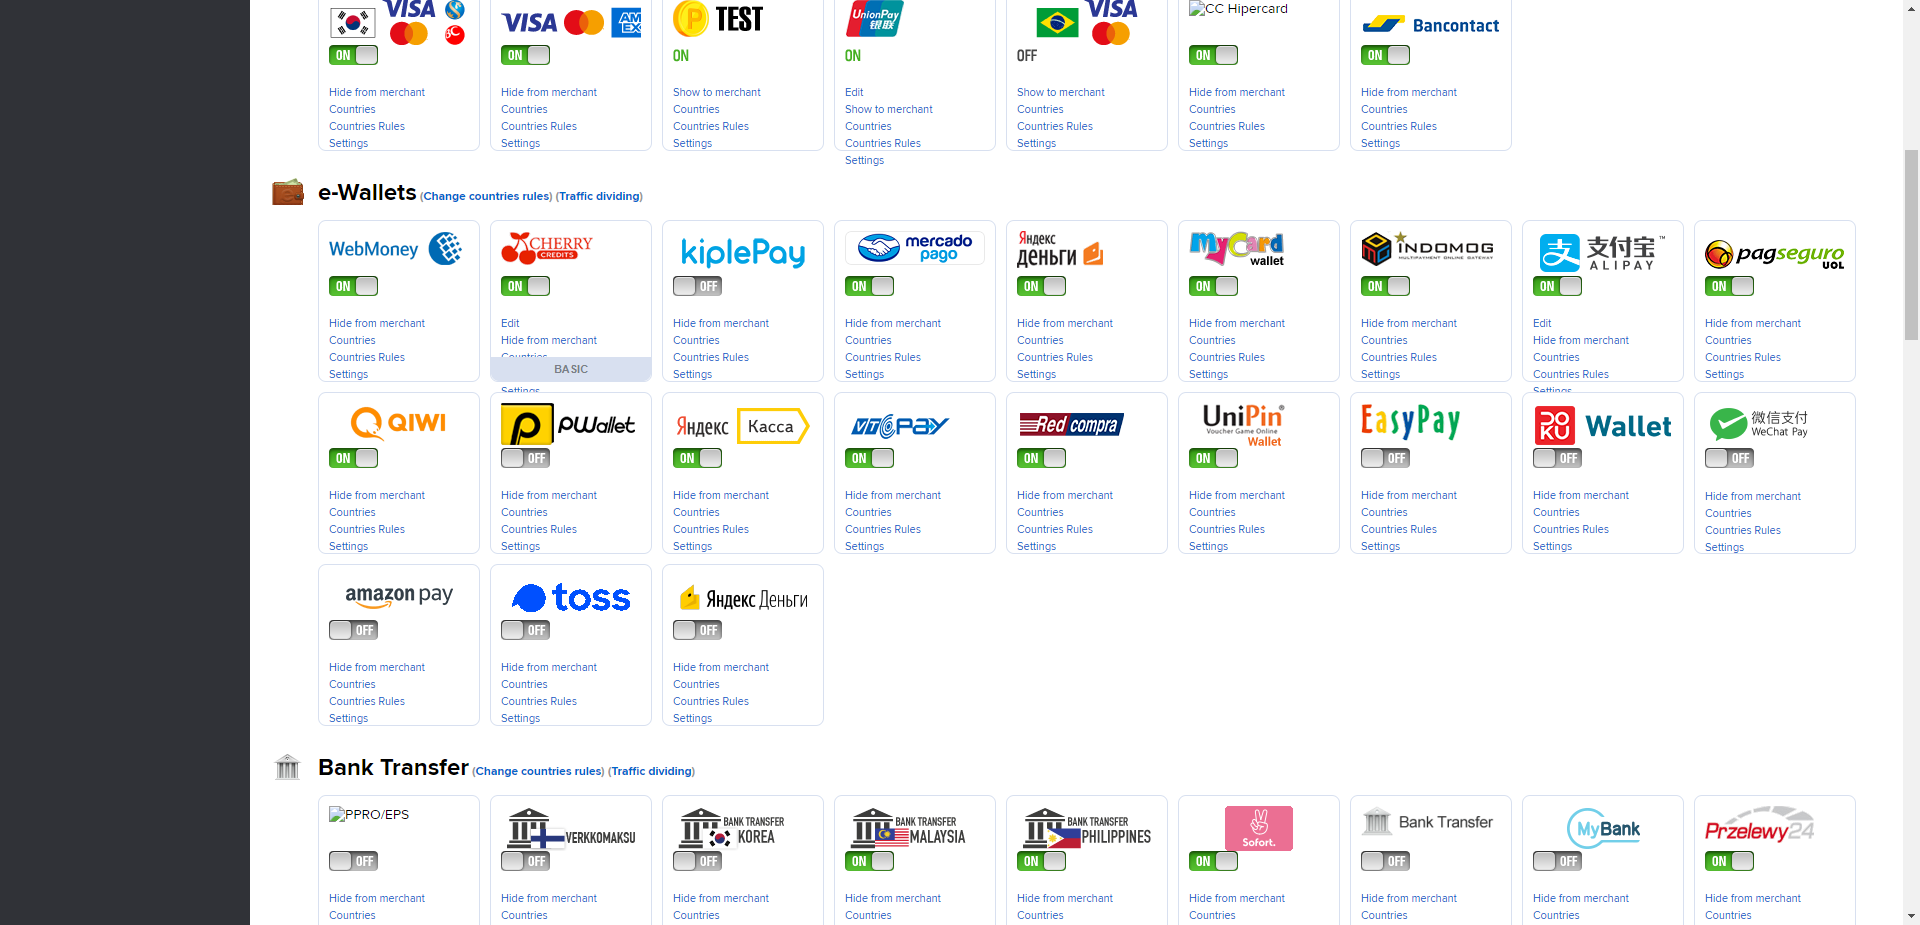 VISA
VISA AM EX
TEST
UnionPay
银联
VISA
CC Hipercard
Bancontact
ON
ON
ON
ON
OFF
ON
ON
Hide from merchant
Countries
Countries Rules
Settings
Hide from merchant
Countries
Countries Rules
Settings
Show to merchant
Countries
Countries Rules
Settings
Edit
Show to merchant
Countries
Countries Rules
Settings
Show to merchant
Countries
Countries Rules
Settings
Hide from merchant
Countries
Countries Rules
Settings
Hide from merchant
Countries
Countries Rules
Settings
e-Wallets (Change countries rules) (Traffic dividing)
WebMoney
ON
Hide from merchant
Countries
Countries Rules
Settings
CHERRY
CREDITS
ON
Edit
Hide from merchant
Countries
BASIC
Settings
kiplePay
OFF
Hide from merchant
Countries
Countries Rules
Settings
mercado
pago
ON
Hide from merchant
Countries
Countries Rules
Settings
Яндекс
деньги
ON
Hide from merchant
Countries
Countries Rules
Settings
MyCard
wallet
ON
Hide from merchant
Countries
Countries Rules
Settings
INDOMOG
MULTIPAYMENT ONLINE GATEWAY
ON
Hide from merchant
Countries
Countries Rules
Settings
支 支付宝™
ALIPAY
ON
Edit
Hide from merchant
Countries
Countries Rules
Settings
pagseguro
UOL
ON
Hide from merchant
Countries
Countries Rules
Settings
QIWI
ON
Hide from merchant
Countries
Countries Rules
Settings
P PWallet
OFF
Hide from merchant
Countries
Countries Rules
Settings
Яндекс Касса
ON
Hide from merchant
Countries
Countries Rules
Settings
VTC PAY
ON
Hide from merchant
Countries
Countries Rules
Settings
Red compra
ON
Hide from merchant
Countries
Countries Rules
Settings
UniPin
Voucher Game Online
Wallet
ON
Hide from merchant
Countries
Countries Rules
Settings
EasyPay
OFF
Hide from merchant
Countries
Countries Rules
Settings
DOKU Wallet
OFF
Hide from merchant
Countries
Countries Rules
Settings
微信支付
WeChat Pay
OFF
Hide from merchant
Countries
Countries Rules
Settings
amazon pay
OFF
Hide from merchant
Countries
Countries Rules
Settings
toss
OFF
Hide from merchant
Countries
Countries Rules
Settings
Яндекс Деньги
OFF
Hide from merchant
Countries
Countries Rules
Settings
Bank Transfer (Change countries rules) (Traffic dividing)
PPRO/EPS
OFF
Hide from merchant
Countries
VERKKOMAKSU
OFF
Hide from merchant
Countries
BANK TRANSFER
KOREA
OFF
Hide from merchant
Countries
BANK TRANSFER
MALAYSIA
ON
Hide from merchant
Countries
BANK TRANSFER
PHILIPPINES
ON
Hide from merchant
Countries
Sofort.
ON
Hide from merchant
Countries
Bank Transfer
OFF
Hide from merchant
Countries
MyBank
OFF
Hide from merchant
Countries
Przelewy24
ON
Hide from merchant
Countries